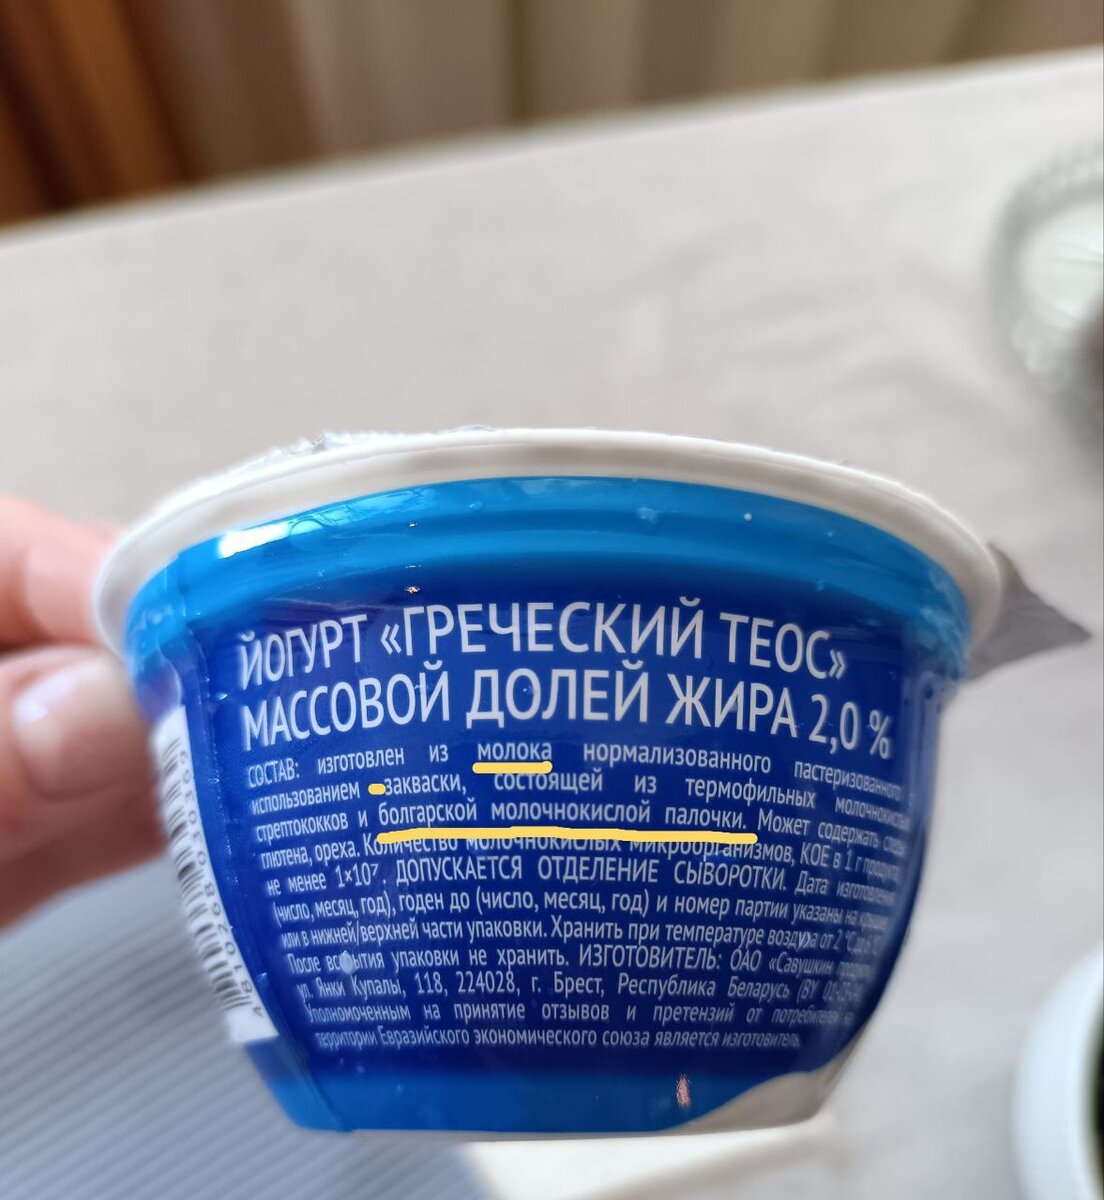 ЙОГУРТ «ГРЕЧЕСКИЙ ТЕОС»
МАССОВОЙ ДОЛЕЙ ЖИРА 2,0 %
СОСТАВ: изготовлен из молока нормализованного пастеризованного
использованием закваски, состоящей из термофильных
стрептококков и болгарской молочнокислой палочки. Может содержать
глютена, ореха. Количество молочнокислых микроорганизмов, КОЕ в 1 г
не менее 1×10⁷. ДОПУСКАЕТСЯ ОТДЕЛЕНИЕ СЫВОРОТКИ. Дата
(число, месяц, год), годен до (число, месяц, год) и номер партии указаны на
или в нижней/верхней части упаковки. Хранить при температуре воздуха от 2
После вскрытия упаковки не хранить. ИЗГОТОВИТЕЛЬ: ОАО «Савушкин
ул. Янки Купалы, 118, 224028, г. Брест, Республика Беларусь (BY
Уполномоченным на принятие отзывов и претензий от
территории Евразийского экономического союза является изготовитель